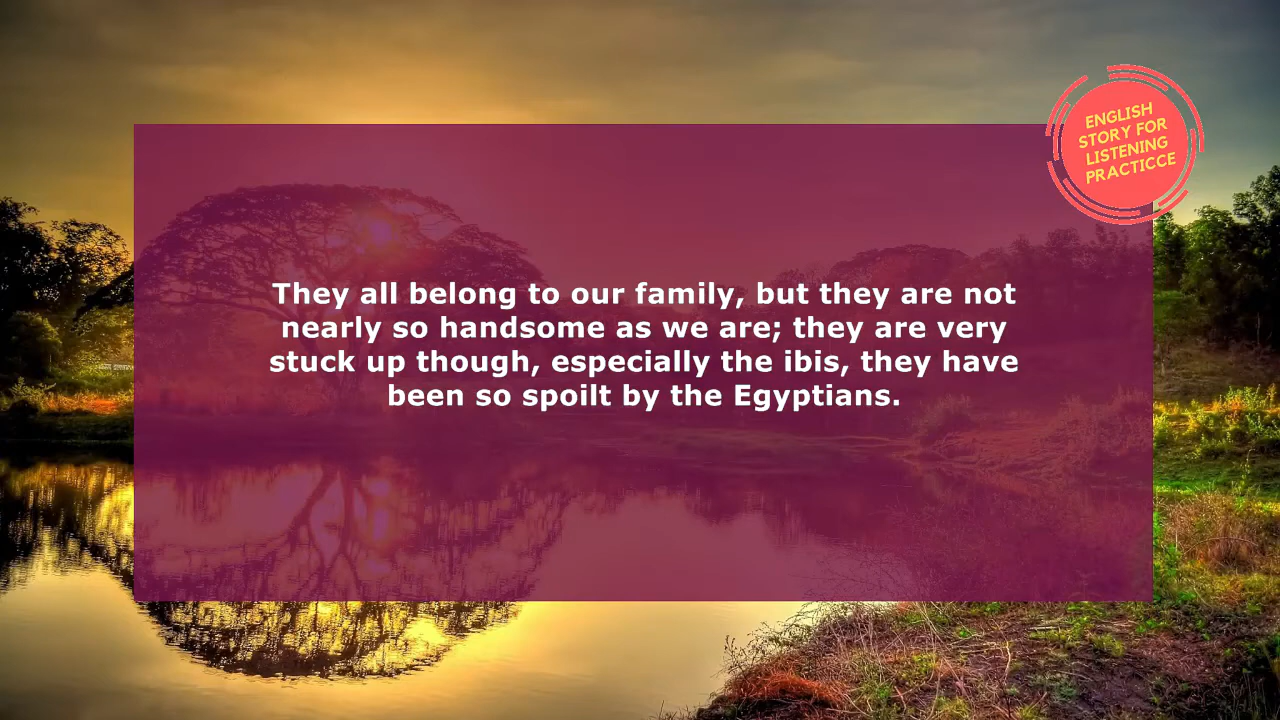 ENGLISH
STORY FOR
LISTENING
PRACTICCE
They all belong to our family, but they are not
nearly so handsome as we are; they are very
stuck up though, especially the ibis, they have
been so spoilt by the Egyptians.